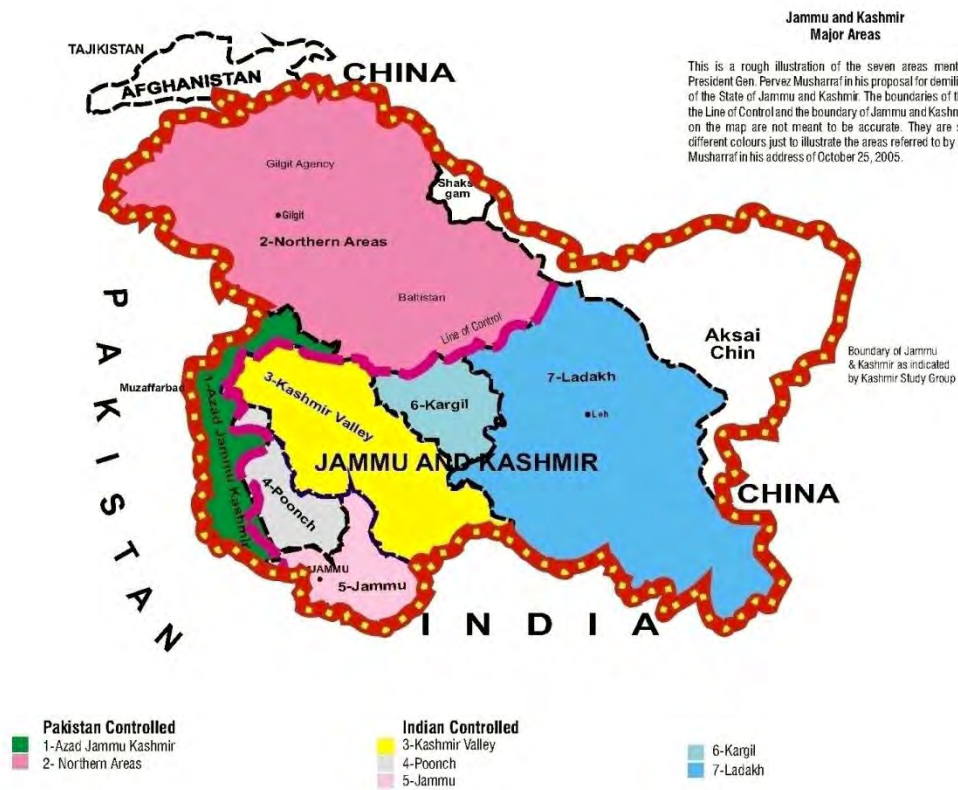 Jammu and Kashmir
Major Areas
This is a rough illustration of the seven areas ment
President Gen. Pervez Musharraf in his proposal for demili
of the State of Jammu and Kashmir. The boundaries of t
the Line of Control and the boundary of Jammu and Kashm
on the map are not meant to be accurate. They are s
different colours just to illustrate the areas referred to by
Musharraf in his address of October 25, 2005.
TAJIKISTAN
AFGHANISTAN
CHINA
Gilgit Agency
Shaks
gam
Gilgit
2-Northern Areas
Baltistan
Line of Control
PAKISTAN
Aksai
Chin
Boundary of Jammu
& Kashmir as indicated
by Kashmir Study Group
Muzaffarbad
1-Azad Jammu Kashmir
3-Kashmir Valley
6-Kargil
7-Ladakh
Leh
JAMMU AND KASHMIR
4-Poonch
CHINA
JAMMU
5-Jammu
INDIA
Pakistan Controlled
1-Azad Jammu Kashmir
2- Northern Areas
Indian Controlled
3-Kashmir Valley
4-Poonch
5-Jammu
6-Kargil
7-Ladakh